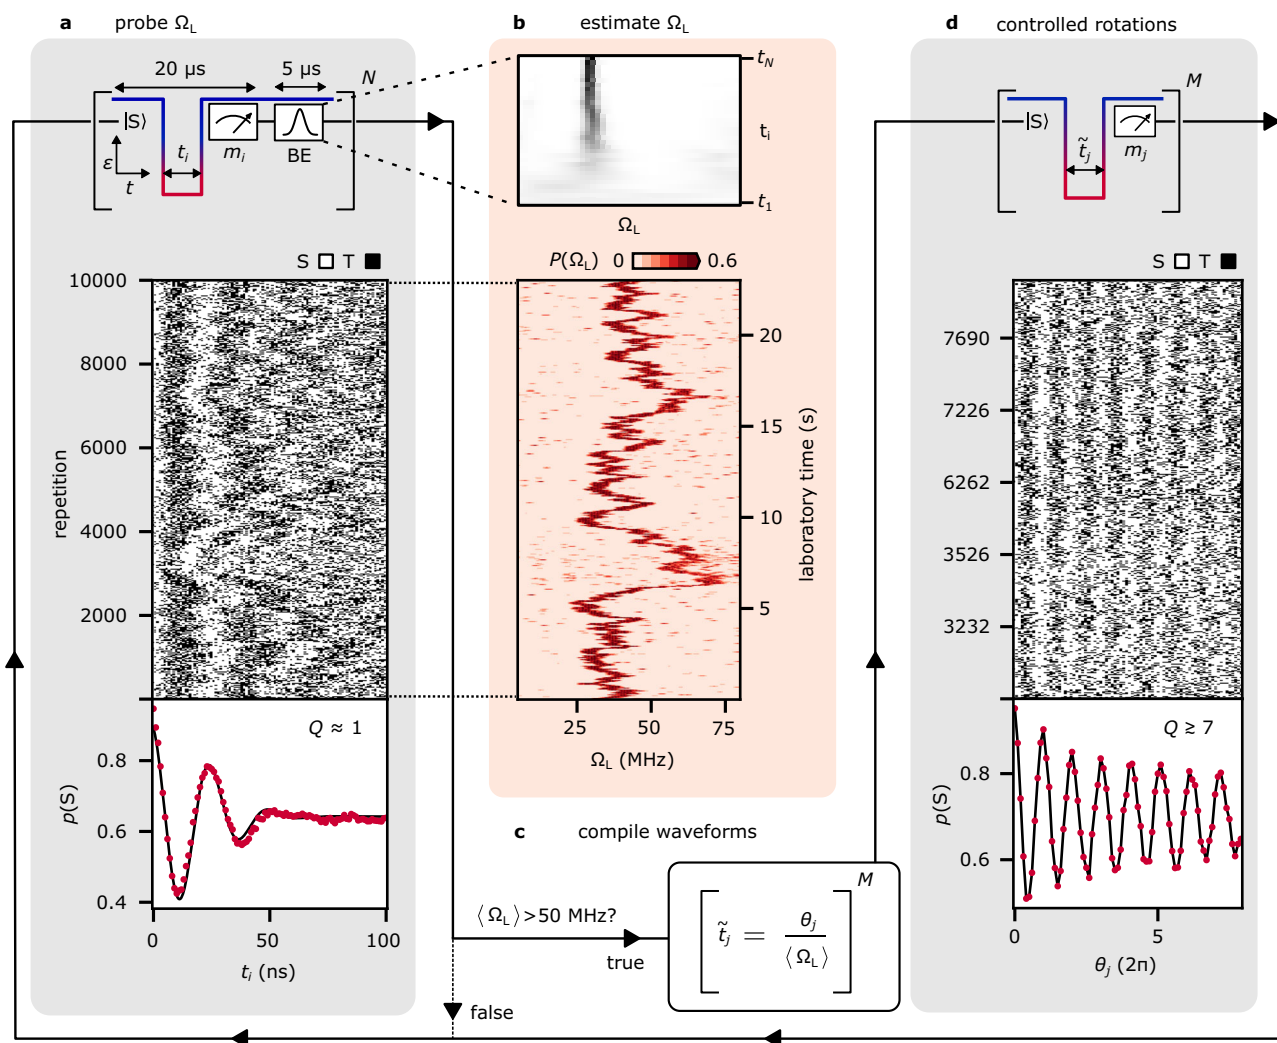 a probe Ω_L
20 μs
5 μs
N
|S⟩
ε
t
t_i
m_i
BE
S T
10000
8000
6000
4000
2000
repetition
Q ≈ 1
0.8
0.6
0.4
p(S)
0 50 100
t_i (ns)
b estimate Ω_L
t_N
t_i
t_1
Ω_L
P(Ω_L) 0 0.6
20
15
10
5
laboratory time (s)
25 50 75
Ω_L (MHz)
c compile waveforms
⟨Ω_L⟩>50 MHz?
true
false
M
t̃_j = θ_j / ⟨Ω_L⟩
d controlled rotations
M
|S⟩
t̃_j
m_j
S T
7690
7226
6262
3526
3232
Q ≥ 7
0.8
0.6
p(S)
0 5
θ_j (2π)